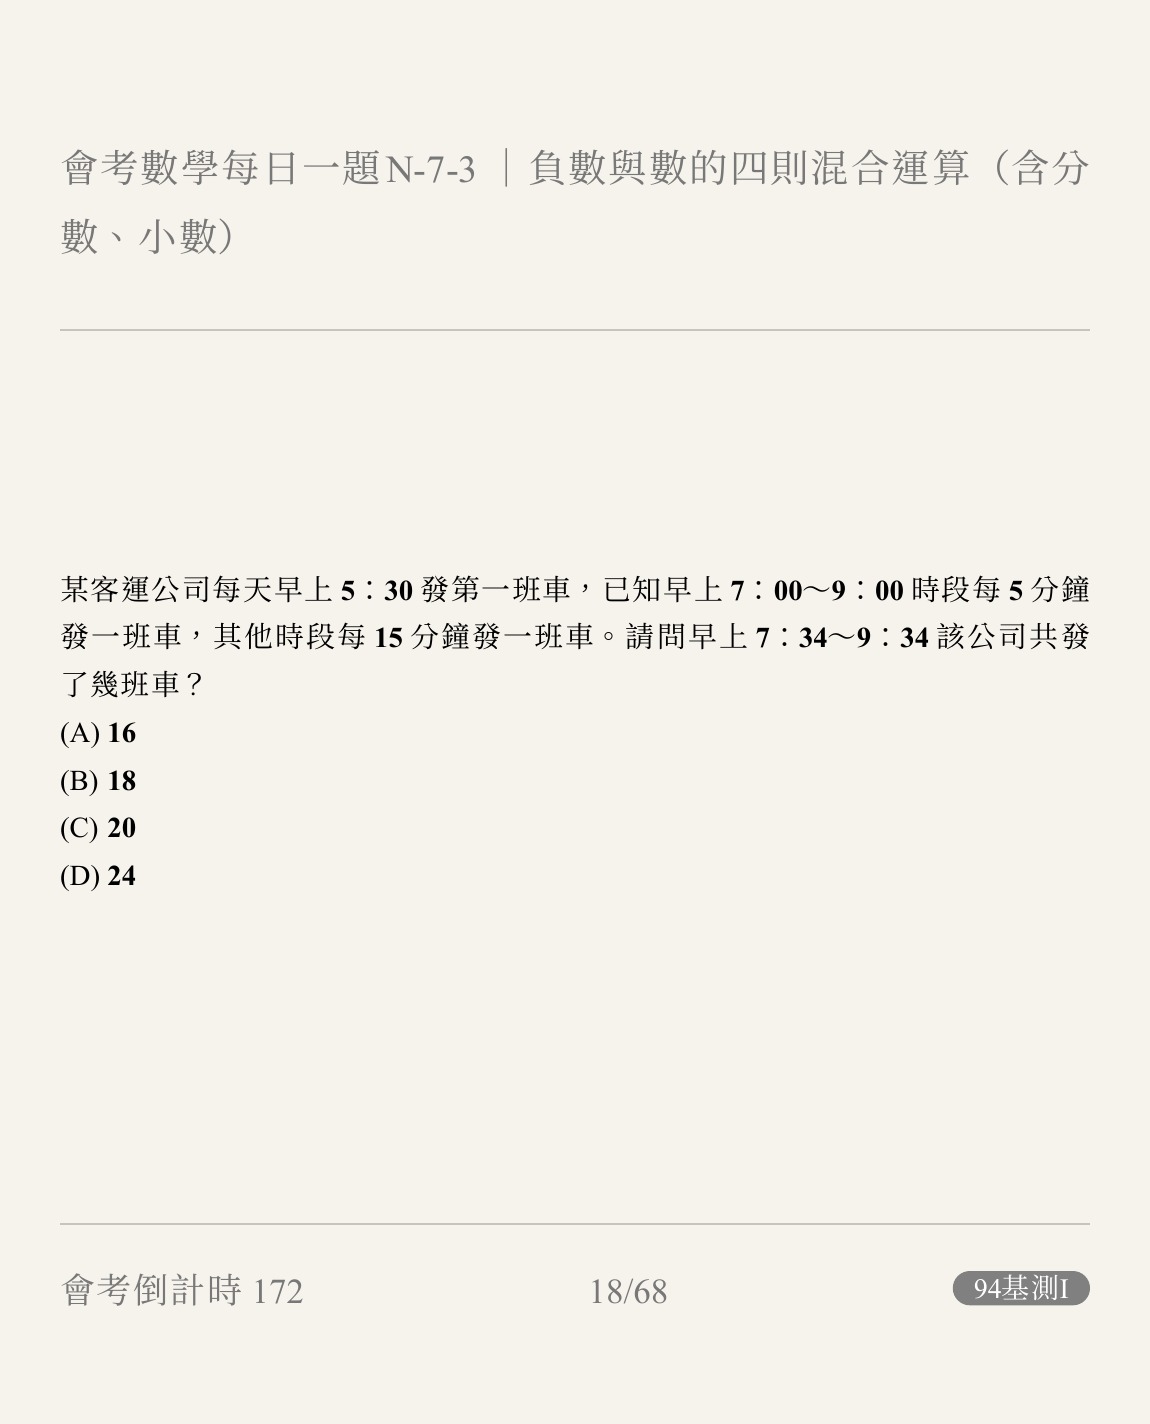 會考數學每日一題N-7-3 ｜負數與數的四則混合運算（含分
數、小數）
某客運公司每天早上 5：30 發第一班車，已知早上 7：00～9：00 時段每 5 分鐘
發一班車，其他時段每 15 分鐘發一班車。請問早上 7：34～9：34 該公司共發
了幾班車？
(A) 16
(B) 18
(C) 20
(D) 24
會考倒計時 172
18/68
94基測I